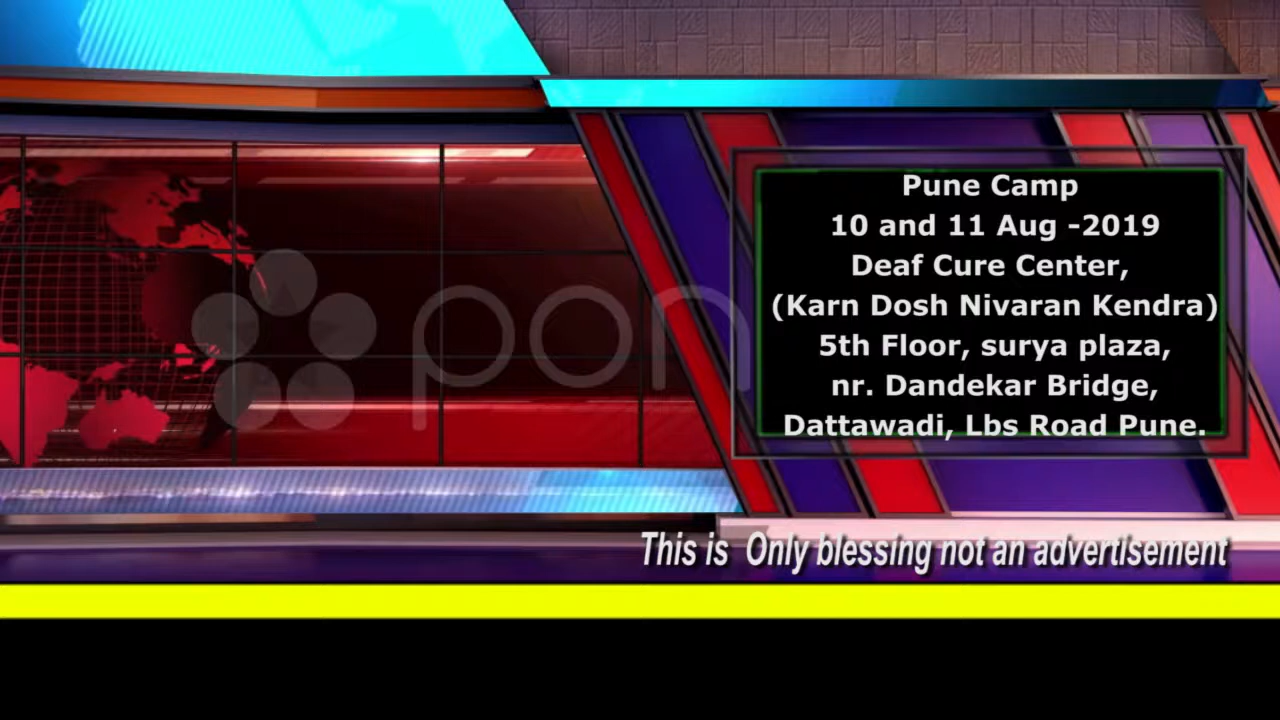 Pune Camp
10 and 11 Aug -2019
Deaf Cure Center,
(Karn Dosh Nivaran Kendra)
5th Floor, surya plaza,
nr. Dandekar Bridge,
Dattawadi, Lbs Road Pune.
pon
This is Only blessing not an advertisement